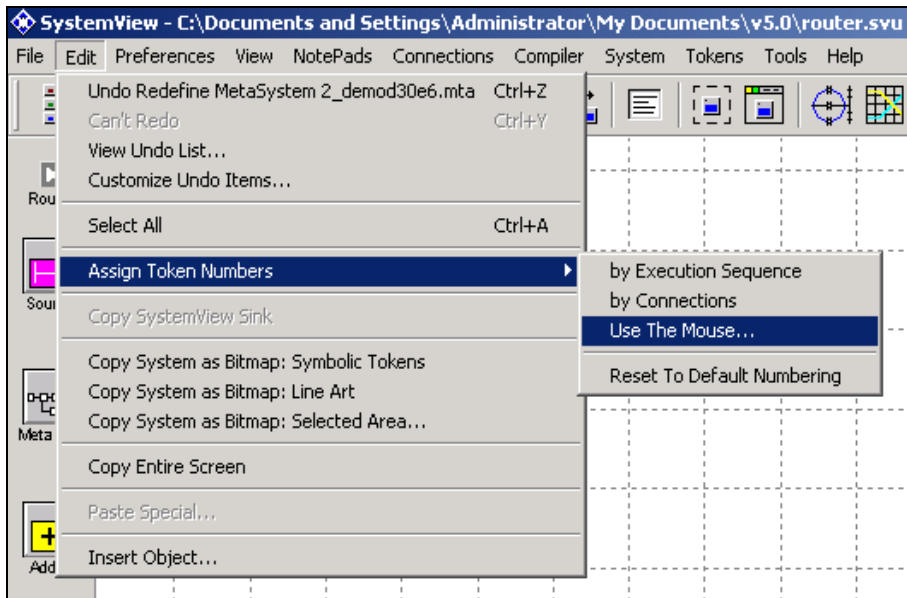 SystemView - C:\Documents and Settings\Administrator\My Documents\v5.0\router.svu
File Edit Preferences View NotePads Connections Compiler System Tokens Tools Help
Undo Redefine MetaSystem 2_demod30e6.mta Ctrl+Z
Can't Redo Ctrl+Y
View Undo List...
Customize Undo Items...
Select All Ctrl+A
Assign Token Numbers
Copy SystemView Sink
Copy System as Bitmap: Symbolic Tokens
Copy System as Bitmap: Line Art
Copy System as Bitmap: Selected Area...
Copy Entire Screen
Paste Special...
Insert Object...
by Execution Sequence
by Connections
Use The Mouse...
Reset To Default Numbering
Rou
Sour
Meta
Add